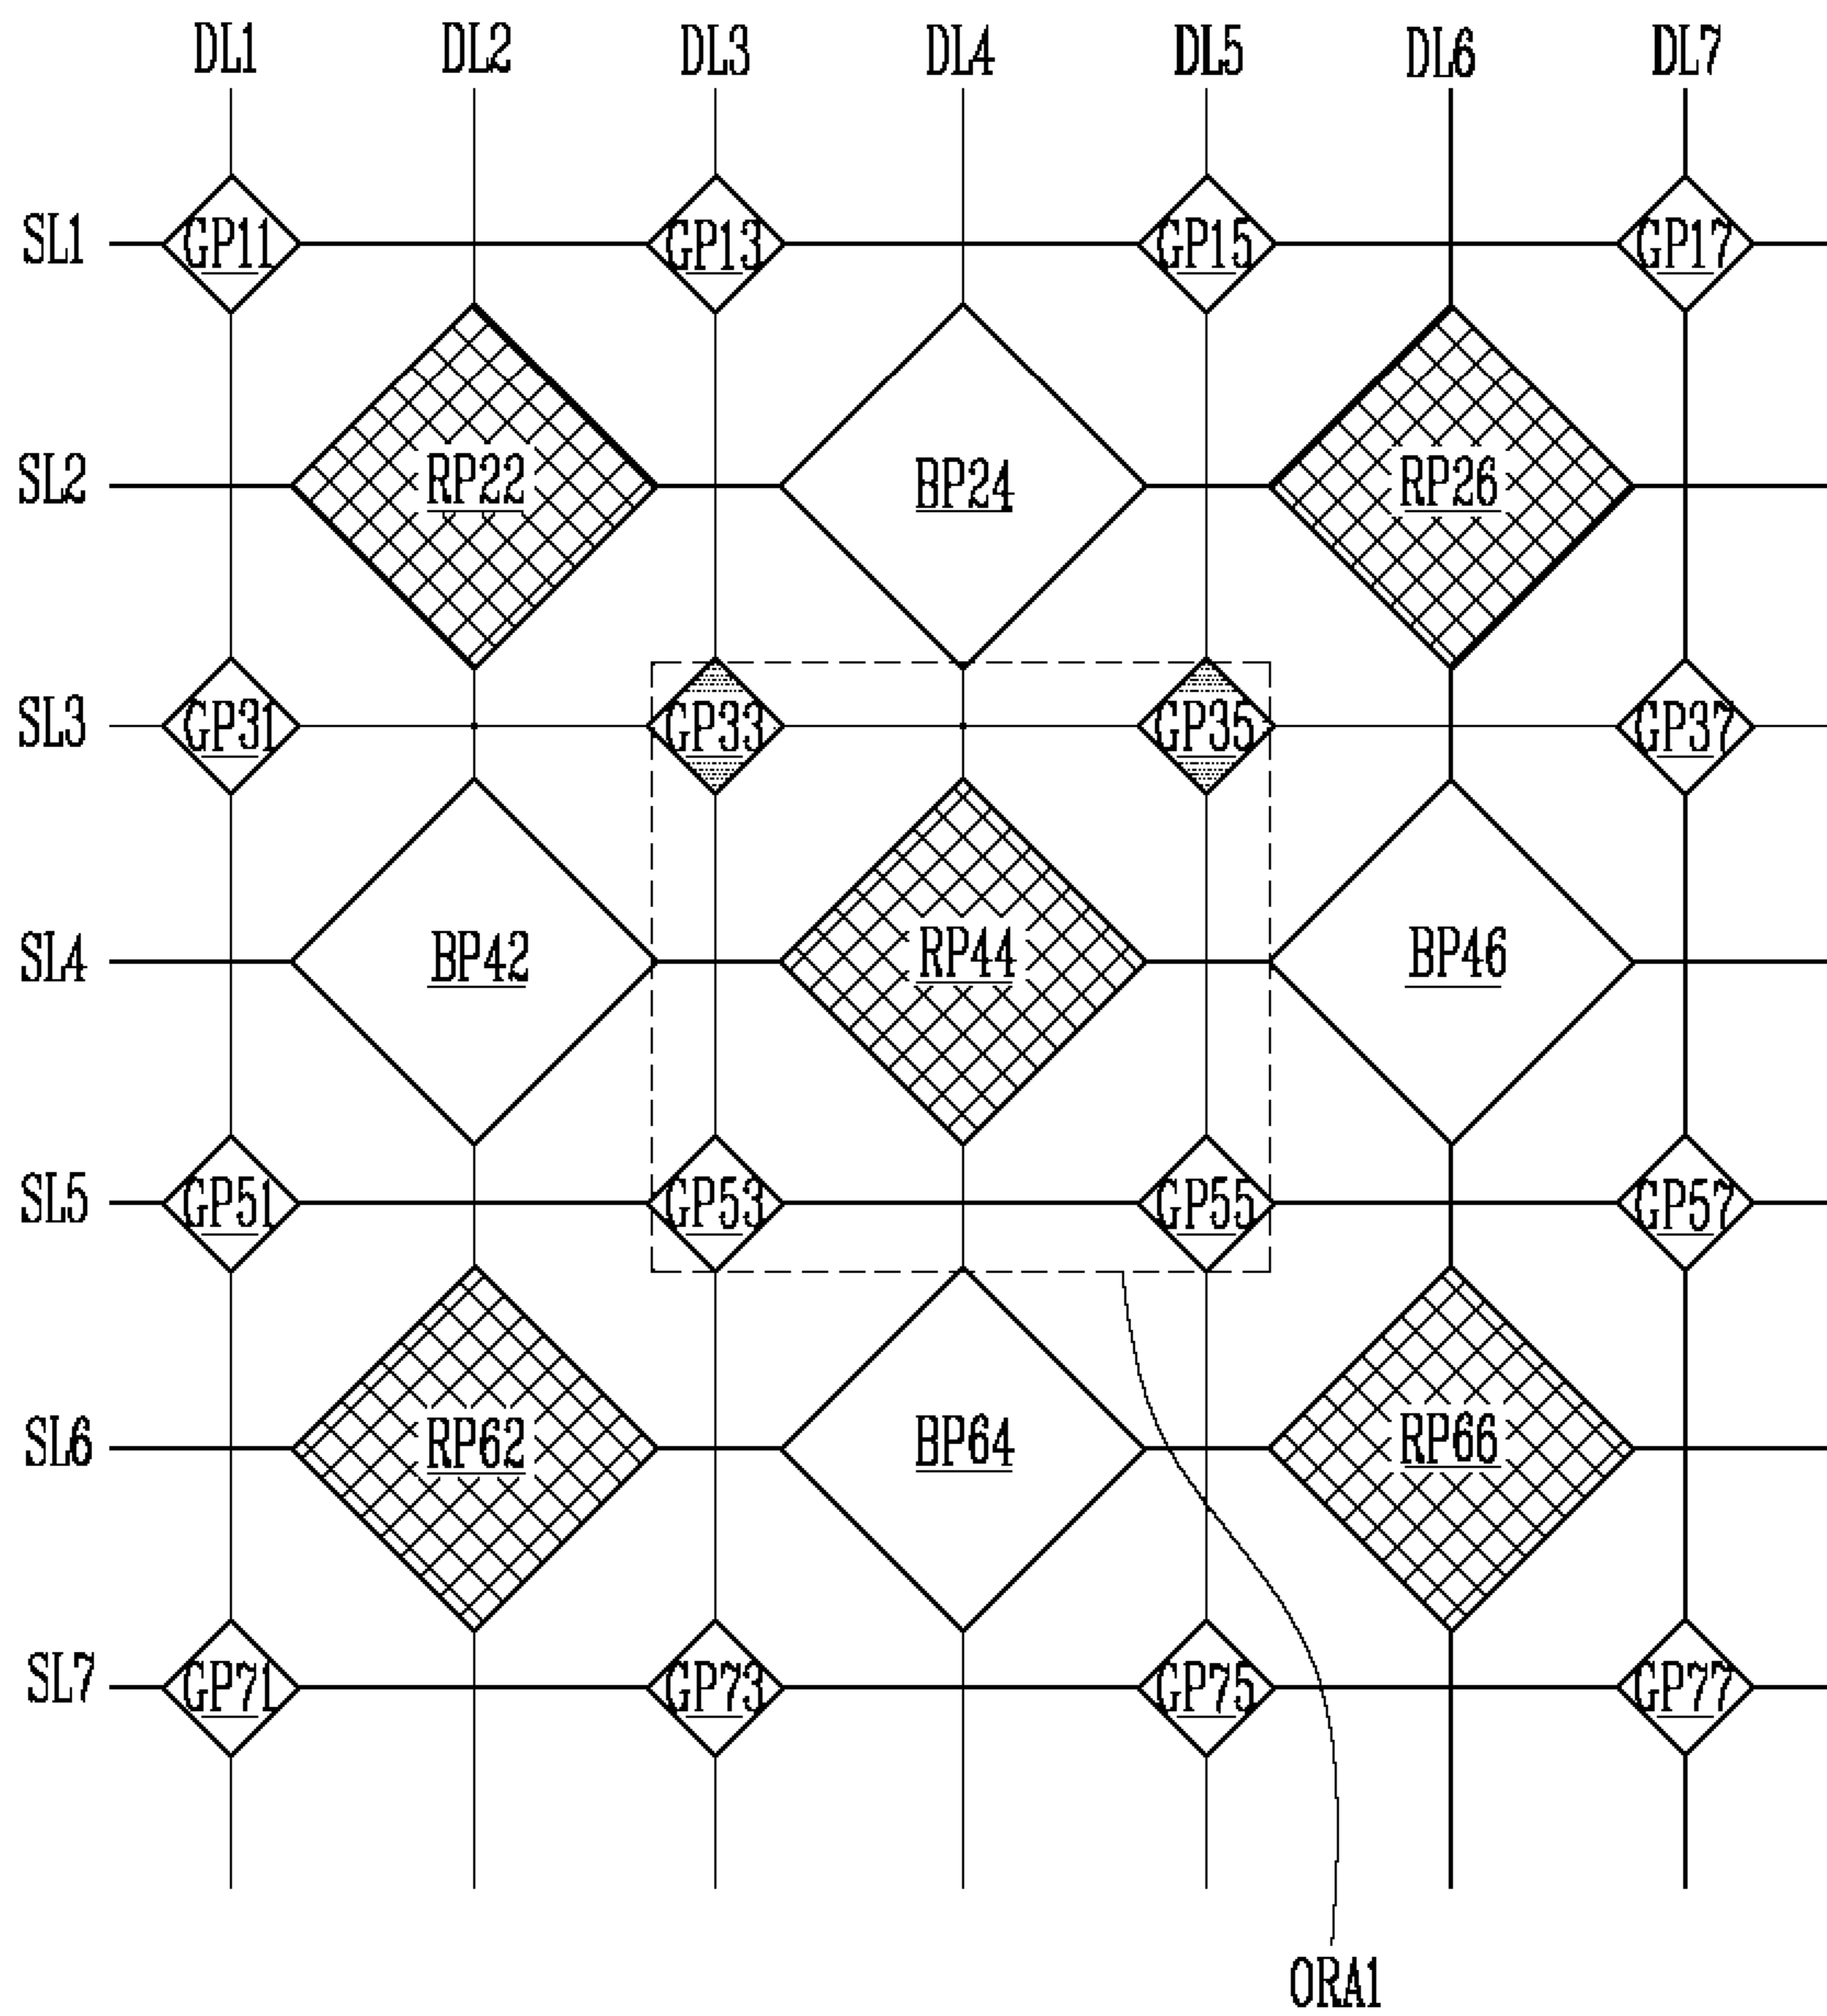 DL1 DL2 DL3 DL4 DL5 DL6 DL7
SL1 GP11 GP13 GP15 GP17
SL2 RP22 BP24 RP26
SL3 GP31 GP33 GP35 GP37
SL4 BP42 RP44 BP46
SL5 GP51 GP53 GP55 GP57
SL6 RP62 BP64 RP66
SL7 GP71 GP73 GP75 GP77
ORA1